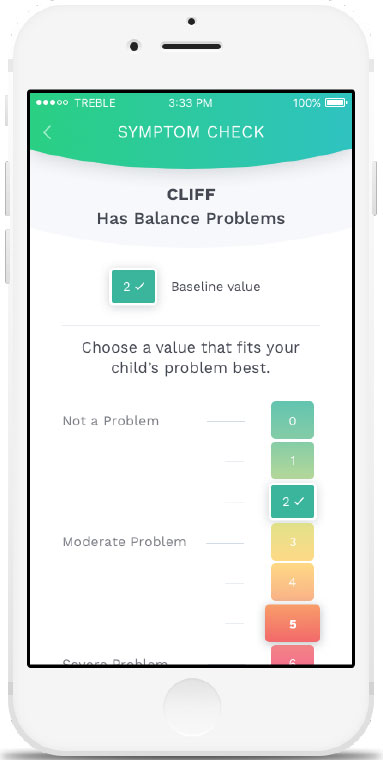 TREBLE 3:33 PM 100%
SYMPTOM CHECK
CLIFF
Has Balance Problems
2 Baseline value
Choose a value that fits your
child's problem best.
Not a Problem 0
1
2
Moderate Problem 3
4
5
Severe Problem 6